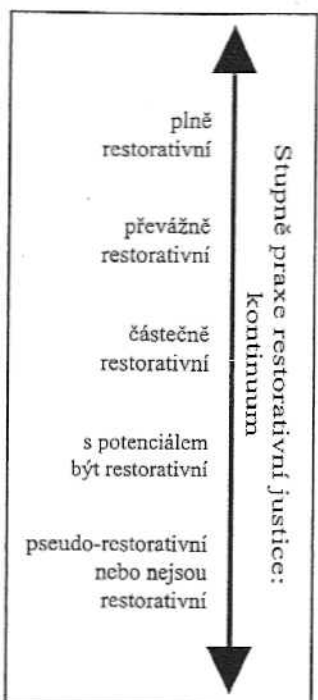 plně
restorativní
převážně
restorativní
částečně
restorativní
s potenciálem
být restorativní
pseudo-restorativní
nebo nejsou
restorativní
Stupně praxe restorativní justice:
kontinuum